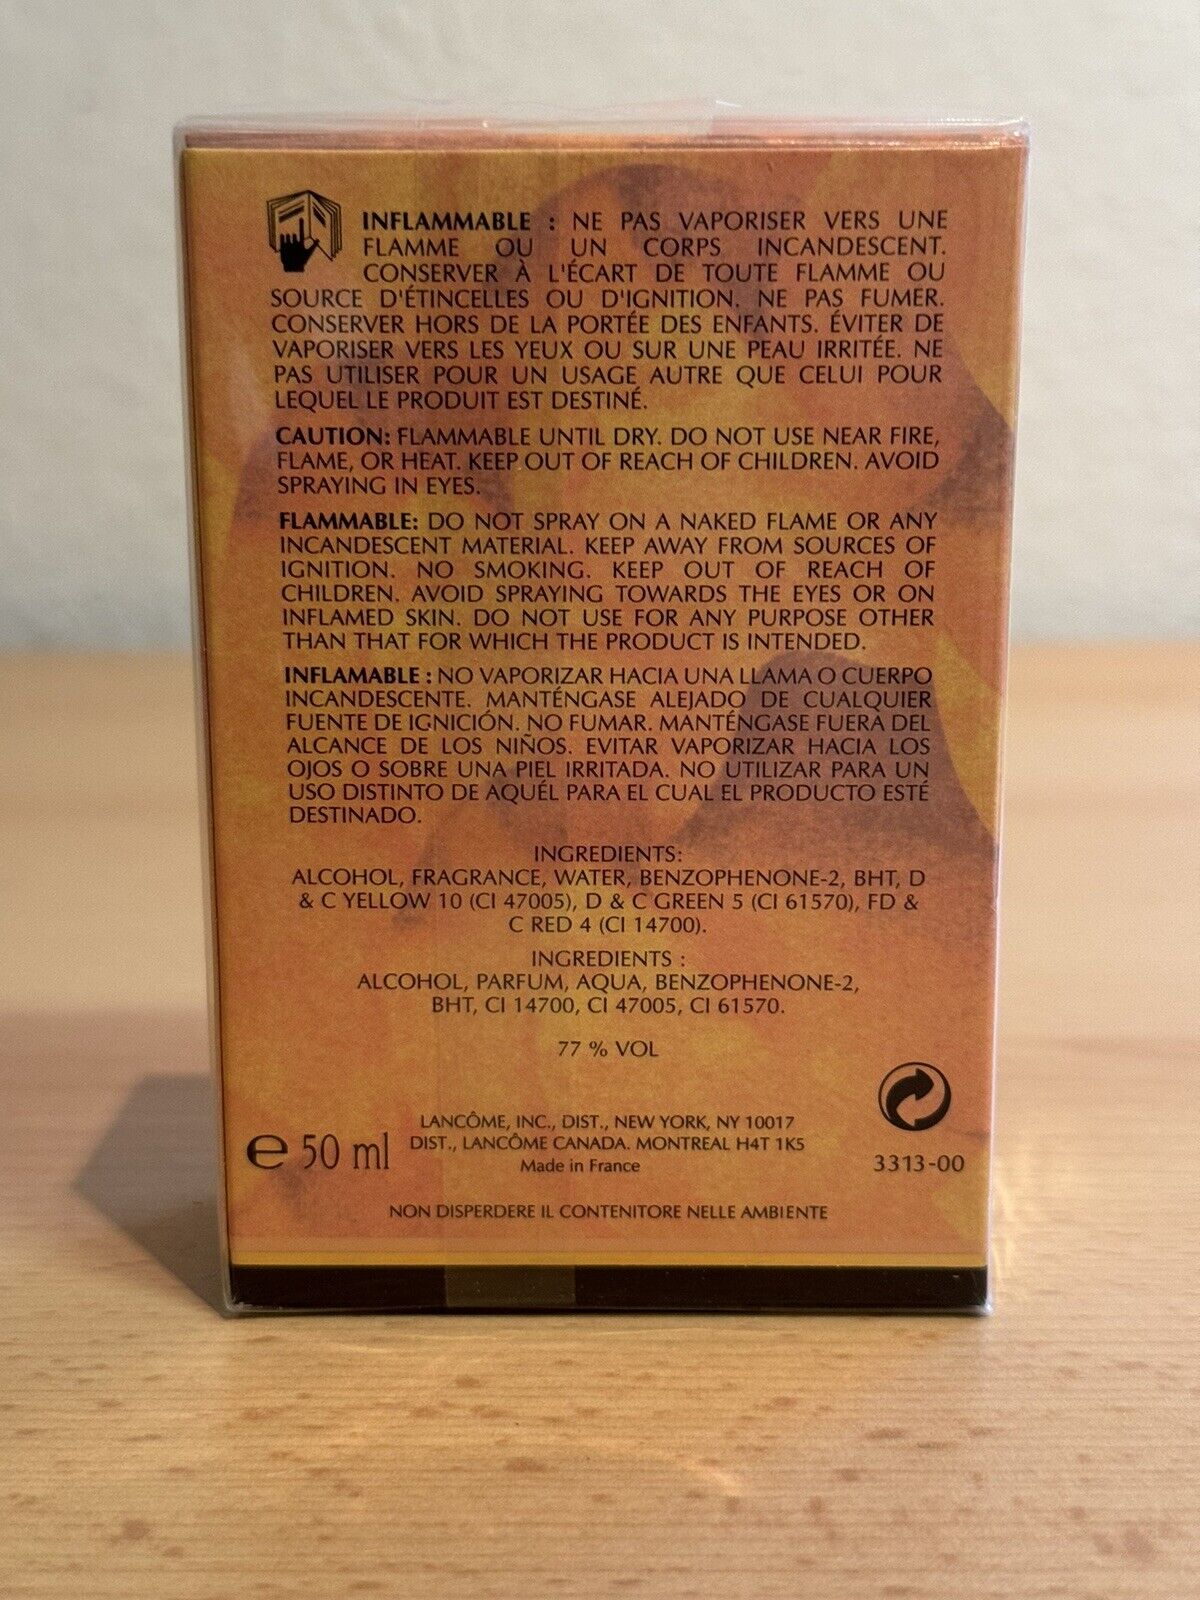 INFLAMMABLE : NE PAS VAPORISER VERS UNE
FLAMME OU UN CORPS INCANDESCENT.
CONSERVER À L'ÉCART DE TOUTE FLAMME OU
SOURCE D'ÉTINCELLES OU D'IGNITION. NE PAS FUMER.
CONSERVER HORS DE LA PORTÉE DES ENFANTS. ÉVITER DE
VAPORISER VERS LES YEUX OU SUR UNE PEAU IRRITÉE. NE
PAS UTILISER POUR UN USAGE AUTRE QUE CELUI POUR
LEQUEL LE PRODUIT EST DESTINÉ.
CAUTION: FLAMMABLE UNTIL DRY. DO NOT USE NEAR FIRE,
FLAME, OR HEAT. KEEP OUT OF REACH OF CHILDREN. AVOID
SPRAYING IN EYES.
FLAMMABLE: DO NOT SPRAY ON A NAKED FLAME OR ANY
INCANDESCENT MATERIAL. KEEP AWAY FROM SOURCES OF
IGNITION. NO SMOKING. KEEP OUT OF REACH OF
CHILDREN. AVOID SPRAYING TOWARDS THE EYES OR ON
INFLAMED SKIN. DO NOT USE FOR ANY PURPOSE OTHER
THAN THAT FOR WHICH THE PRODUCT IS INTENDED.
INFLAMABLE : NO VAPORIZAR HACIA UNA LLAMA O CUERPO
INCANDESCENTE. MANTÉNGASE ALEJADO DE CUALQUIER
FUENTE DE IGNICIÓN. NO FUMAR. MANTÉNGASE FUERA DEL
ALCANCE DE LOS NIÑOS. EVITAR VAPORIZAR HACIA LOS
OJOS O SOBRE UNA PIEL IRRITADA. NO UTILIZAR PARA UN
USO DISTINTO DE AQUÉL PARA EL CUAL EL PRODUCTO ESTÉ
DESTINADO.
INGREDIENTS:
ALCOHOL, FRAGRANCE, WATER, BENZOPHENONE-2, BHT, D
& C YELLOW 10 (CI 47005), D & C GREEN 5 (CI 61570), FD &
C RED 4 (CI 14700).
INGREDIENTS :
ALCOHOL, PARFUM, AQUA, BENZOPHENONE-2,
BHT, CI 14700, CI 47005, CI 61570.
77 % VOL
LANCÔME, INC., DIST., NEW YORK, NY 10017
DIST., LANCÔME CANADA. MONTREAL H4T 1K5
Made in France
℮ 50 ml
3313-00
NON DISPERDERE IL CONTENITORE NELLE AMBIENTE